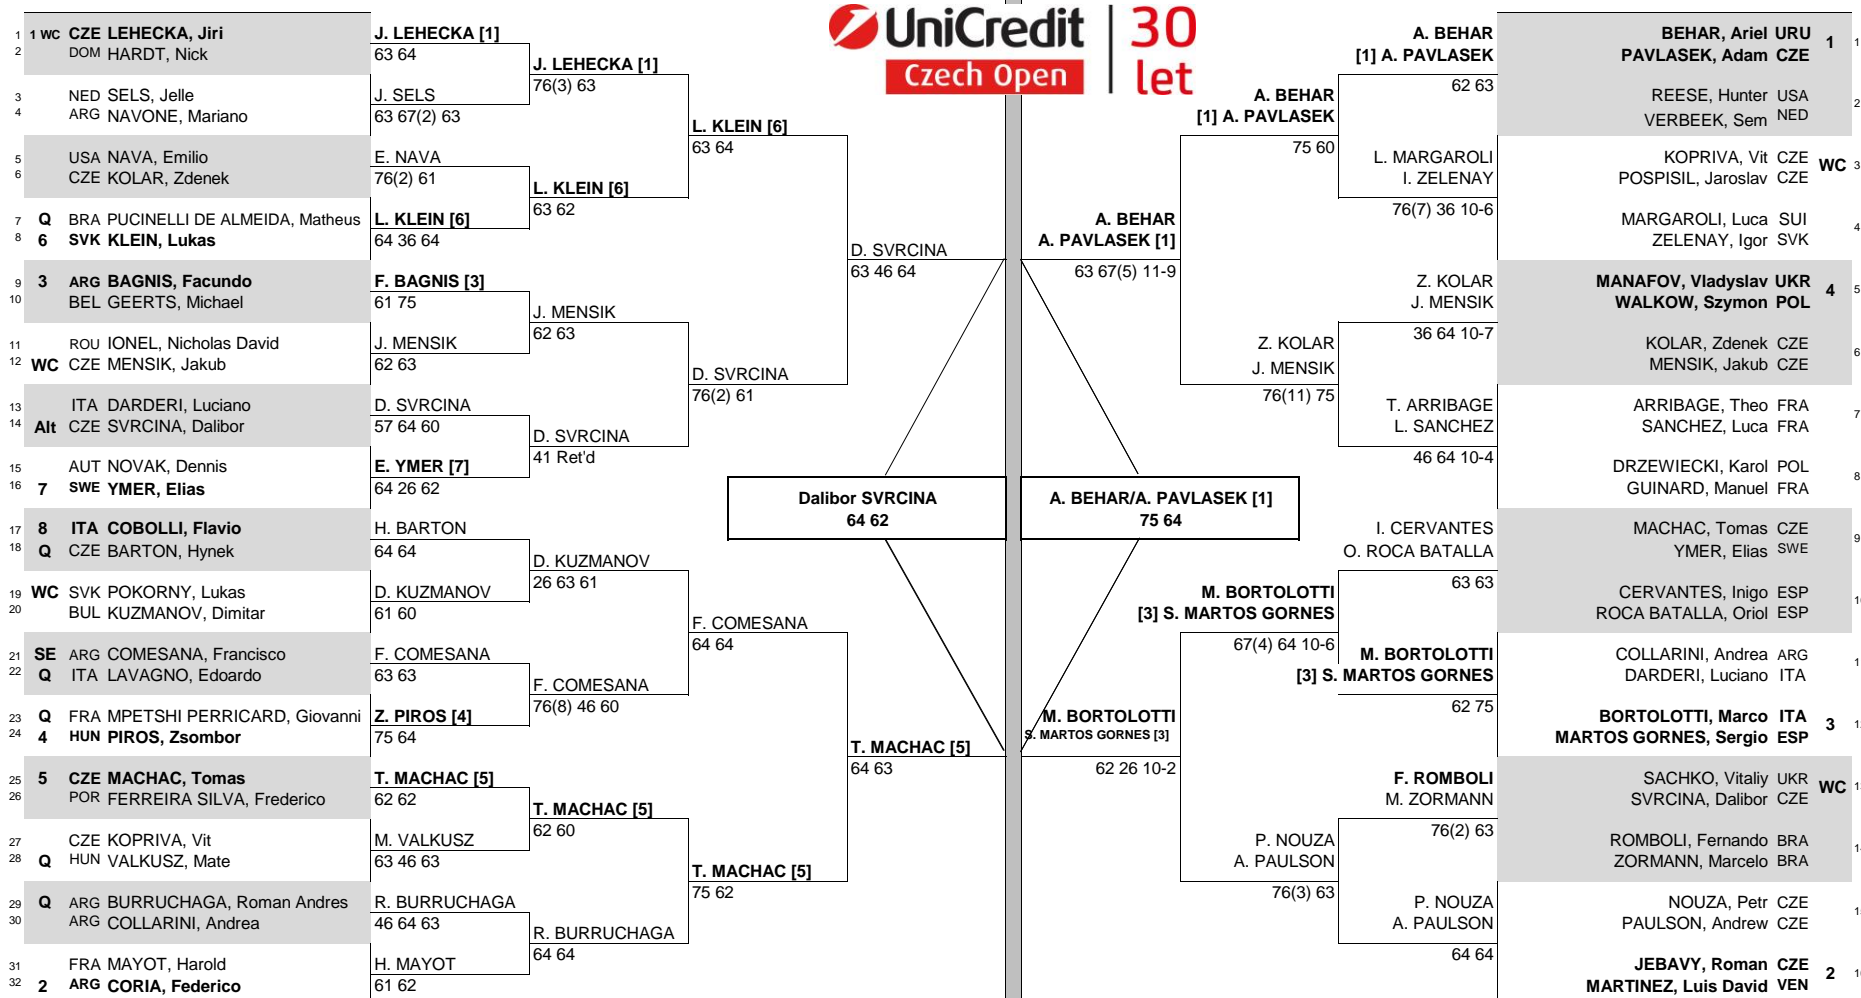 UniCredit
Czech Open
30
let
1 1 WC CZE LEHECKA, Jiri
2 DOM HARDT, Nick
3 NED SELS, Jelle
4 ARG NAVONE, Mariano
5 USA NAVA, Emilio
6 CZE KOLAR, Zdenek
7 Q BRA PUCINELLI DE ALMEIDA, Matheus
8 6 SVK KLEIN, Lukas
9 3 ARG BAGNIS, Facundo
10 BEL GEERTS, Michael
11 ROU IONEL, Nicholas David
12 WC CZE MENSIK, Jakub
13 ITA DARDERI, Luciano
14 Alt CZE SVRCINA, Dalibor
15 AUT NOVAK, Dennis
16 7 SWE YMER, Elias
17 8 ITA COBOLLI, Flavio
18 Q CZE BARTON, Hynek
19 WC SVK POKORNY, Lukas
20 BUL KUZMANOV, Dimitar
21 SE ARG COMESANA, Francisco
22 Q ITA LAVAGNO, Edoardo
23 Q FRA MPETSHI PERRICARD, Giovanni
24 4 HUN PIROS, Zsombor
25 5 CZE MACHAC, Tomas
26 POR FERREIRA SILVA, Frederico
27 CZE KOPRIVA, Vit
28 Q HUN VALKUSZ, Mate
29 Q ARG BURRUCHAGA, Roman Andres
30 ARG COLLARINI, Andrea
31 FRA MAYOT, Harold
32 2 ARG CORIA, Federico
J. LEHECKA [1]
63 64
J. SELS
63 67(2) 63
E. NAVA
76(2) 61
L. KLEIN [6]
64 36 64
F. BAGNIS [3]
61 75
J. MENSIK
62 63
D. SVRCINA
57 64 60
E. YMER [7]
64 26 62
H. BARTON
64 64
D. KUZMANOV
61 60
F. COMESANA
63 63
Z. PIROS [4]
75 64
T. MACHAC [5]
62 62
M. VALKUSZ
63 46 63
R. BURRUCHAGA
46 64 63
H. MAYOT
61 62
J. LEHECKA [1]
76(3) 63
L. KLEIN [6]
63 62
J. MENSIK
62 63
D. SVRCINA
41 Ret'd
D. KUZMANOV
26 63 61
F. COMESANA
76(8) 46 60
T. MACHAC [5]
62 60
R. BURRUCHAGA
64 64
L. KLEIN [6]
63 64
D. SVRCINA
76(2) 61
F. COMESANA
64 64
T. MACHAC [5]
75 62
D. SVRCINA
63 46 64
T. MACHAC [5]
64 63
Dalibor SVRCINA
64 62
A. BEHAR/A. PAVLASEK [1]
75 64
A. BEHAR
A. PAVLASEK [1]
63 67(5) 11-9
M. BORTOLOTTI
S. MARTOS GORNES [3]
62 26 10-2
A. BEHAR
[1] A. PAVLASEK
75 60
Z. KOLAR
J. MENSIK
76(11) 75
M. BORTOLOTTI
[3] S. MARTOS GORNES
67(4) 64 10-6
P. NOUZA
A. PAULSON
76(3) 63
A. BEHAR
[1] A. PAVLASEK
62 63
L. MARGAROLI
I. ZELENAY
76(7) 36 10-6
Z. KOLAR
J. MENSIK
36 64 10-7
T. ARRIBAGE
L. SANCHEZ
46 64 10-4
I. CERVANTES
O. ROCA BATALLA
63 63
M. BORTOLOTTI
[3] S. MARTOS GORNES
62 75
F. ROMBOLI
M. ZORMANN
76(2) 63
P. NOUZA
A. PAULSON
64 64
BEHAR, Ariel URU 1 1
PAVLASEK, Adam CZE
REESE, Hunter USA 2
VERBEEK, Sem NED
KOPRIVA, Vit CZE WC 3
POSPISIL, Jaroslav CZE
MARGAROLI, Luca SUI 4
ZELENAY, Igor SVK
MANAFOV, Vladyslav UKR 4 5
WALKOW, Szymon POL
KOLAR, Zdenek CZE 6
MENSIK, Jakub CZE
ARRIBAGE, Theo FRA 7
SANCHEZ, Luca FRA
DRZEWIECKI, Karol POL 8
GUINARD, Manuel FRA
MACHAC, Tomas CZE 9
YMER, Elias SWE
CERVANTES, Inigo ESP
ROCA BATALLA, Oriol ESP
COLLARINI, Andrea ARG
DARDERI, Luciano ITA
BORTOLOTTI, Marco ITA 3
MARTOS GORNES, Sergio ESP
SACHKO, Vitaliy UKR WC
SVRCINA, Dalibor CZE
ROMBOLI, Fernando BRA
ZORMANN, Marcelo BRA
NOUZA, Petr CZE
PAULSON, Andrew CZE
JEBAVY, Roman CZE 2
MARTINEZ, Luis David VEN